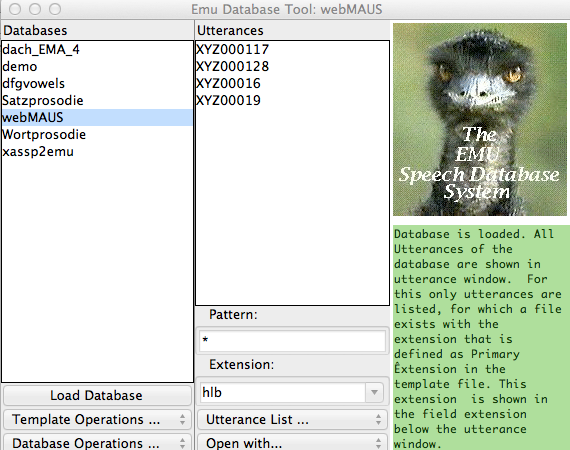 Emu Database Tool: webMAUS
Databases
dach_EMA_4
demo
dfgvowels
Satzprosodie
webMAUS
Wortprosodie
xassp2emu
Load Database
Template Operations ...
Database Operations ...
Utterances
XYZ000117
XYZ000128
XYZ00016
XYZ00019
Pattern:
*
Extension:
hlb
Utterance List ...
Open with...
The
EMU
Speech Database
System
Database is loaded. All
Utterances of the
database are shown in
utterance window.  For
this only utterances are
listed, for which a file
exists with the
extension that is
defined as Primary
Êxtension in the
template file. This
extension  is shown in
the field extension
below the utterance
window.